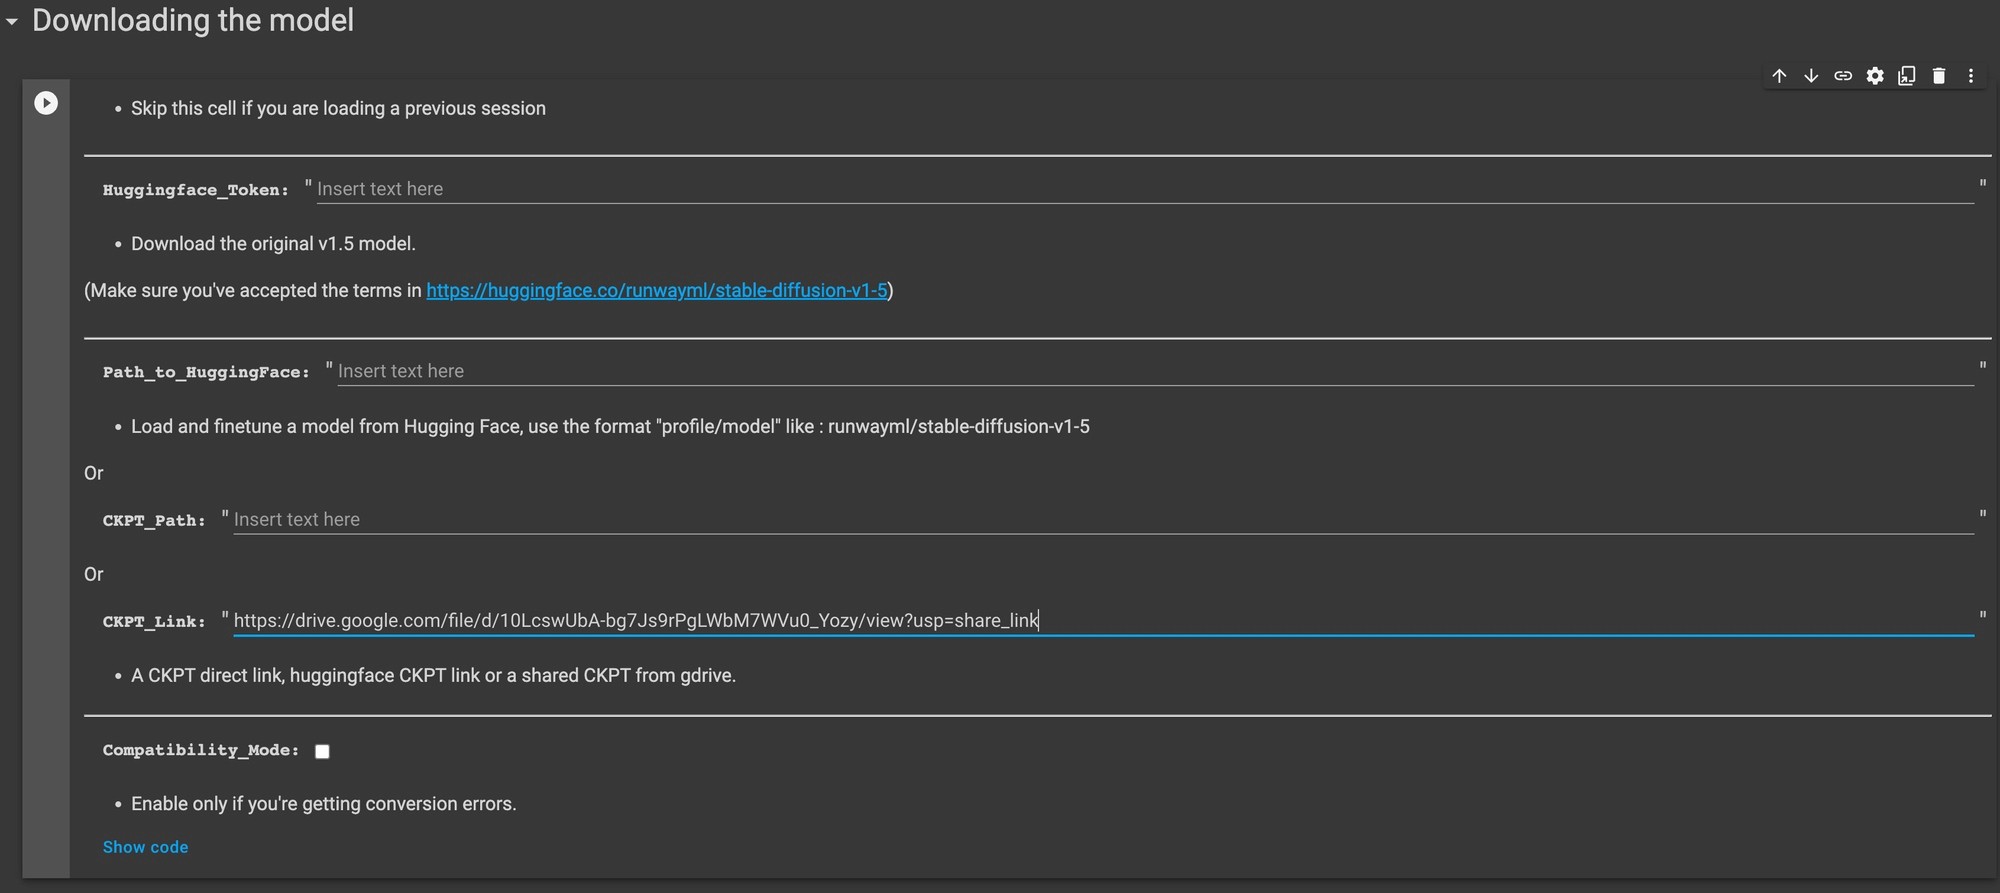 Downloading the model
Skip this cell if you are loading a previous session
Huggingface_Token: "Insert text here"
Download the original v1.5 model.
(Make sure you've accepted the terms in https://huggingface.co/runwayml/stable-diffusion-v1-5)
Path_to_HuggingFace: "Insert text here"
Load and finetune a model from Hugging Face, use the format "profile/model" like : runwayml/stable-diffusion-v1-5
Or
CKPT_Path: "Insert text here"
Or
CKPT_Link: "https://drive.google.com/file/d/10LcswUbA-bg7Js9rPgLWbM7WVu0_Yozy/view?usp=share_link"
A CKPT direct link, huggingface CKPT link or a shared CKPT from gdrive.
Compatibility_Mode:
Enable only if you're getting conversion errors.
Show code